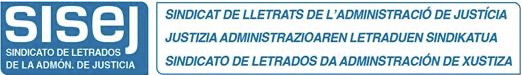 sisej
SINDICATO DE LETRADOS
DE LA ADMÓN. DE JUSTICIA
SINDICAT DE LLETRATS DE L'ADMINISTRACIÓ DE JUSTÍCIA
JUSTIZIA ADMINISTRAZIOAREN LETRADUEN SINDIKATUA
SINDICATO DE LETRADOS DA ADMINSTRACIÓN DE XUSTIZA